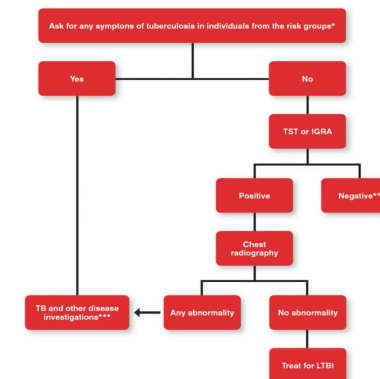 Ask for any symptons of tuberculosis in individuals from the risk groups*
Yes
No
TST or IGRA
Positive
Negative**
Chest
radiography
TB and other disease
investigations***
Any abnormality
No abnormality
Treat for LTBI